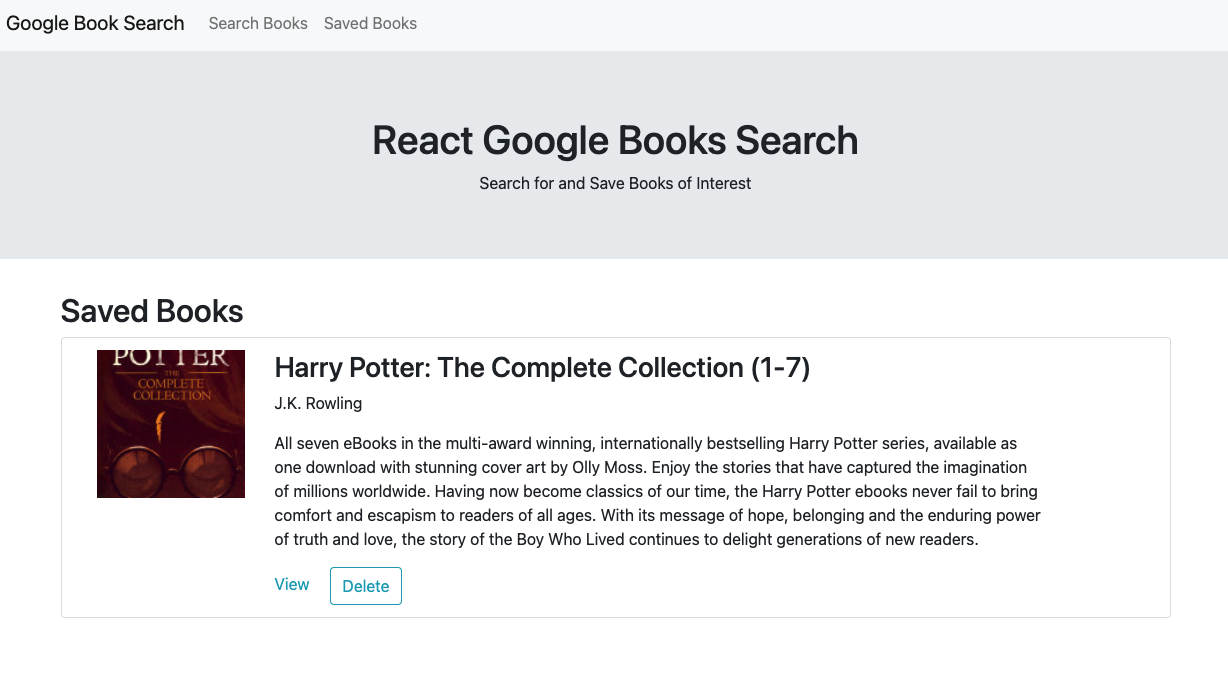 Google Book Search Search Books Saved Books
React Google Books Search
Search for and Save Books of Interest
Saved Books
POTTER
THE
COMPLETE
COLLECTION
Harry Potter: The Complete Collection (1-7)
J.K. Rowling
All seven eBooks in the multi-award winning, internationally bestselling Harry Potter series, available as
one download with stunning cover art by Olly Moss. Enjoy the stories that have captured the imagination
of millions worldwide. Having now become classics of our time, the Harry Potter ebooks never fail to bring
comfort and escapism to readers of all ages. With its message of hope, belonging and the enduring power
of truth and love, the story of the Boy Who Lived continues to delight generations of new readers.
View Delete